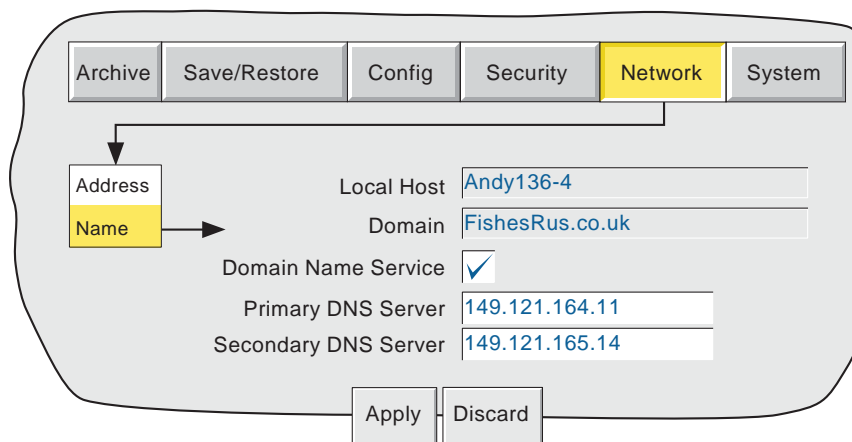 Archive Save/Restore Config Security Network System
Address
Name
Local Host Andy136-4
Domain FishesRus.co.uk
Domain Name Service
Primary DNS Server 149.121.164.11
Secondary DNS Server 149.121.165.14
Apply Discard